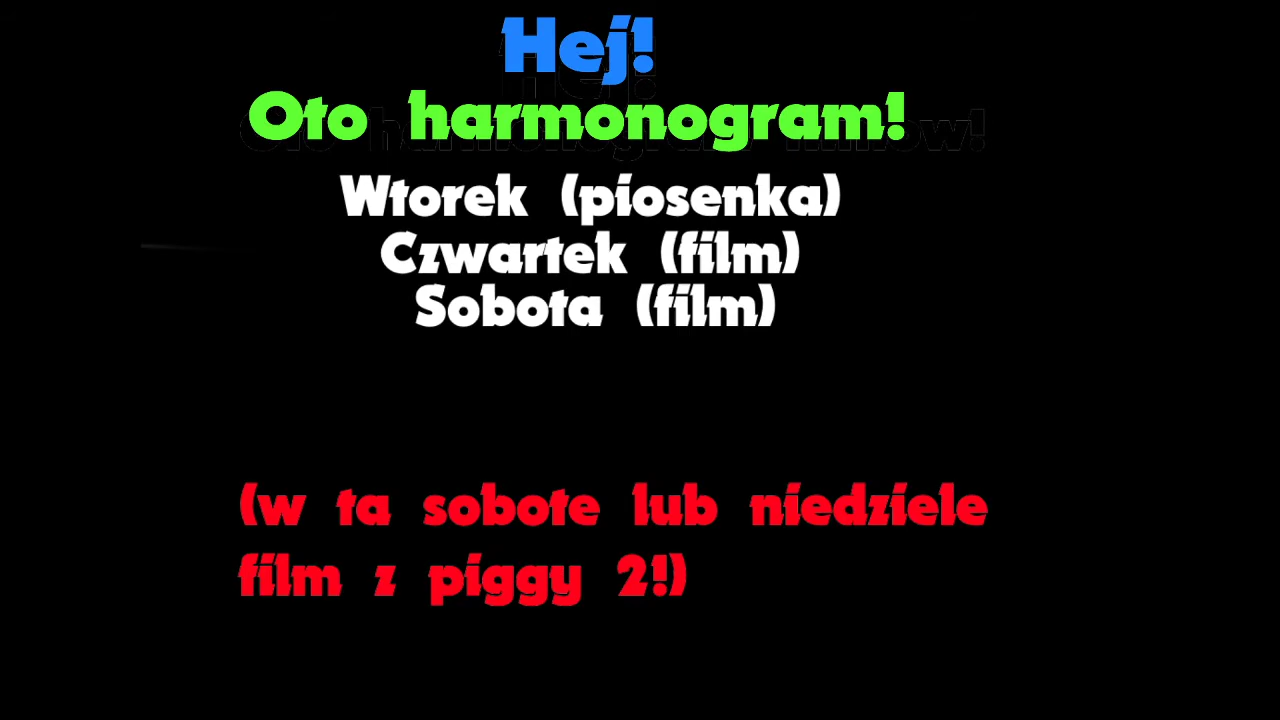 Hej!
Oto harmonogram!
Wtorek (piosenka)
Czwartek (film)
Sobota (film)
(w ta sobote lub niedziele
film z piggy 2!)